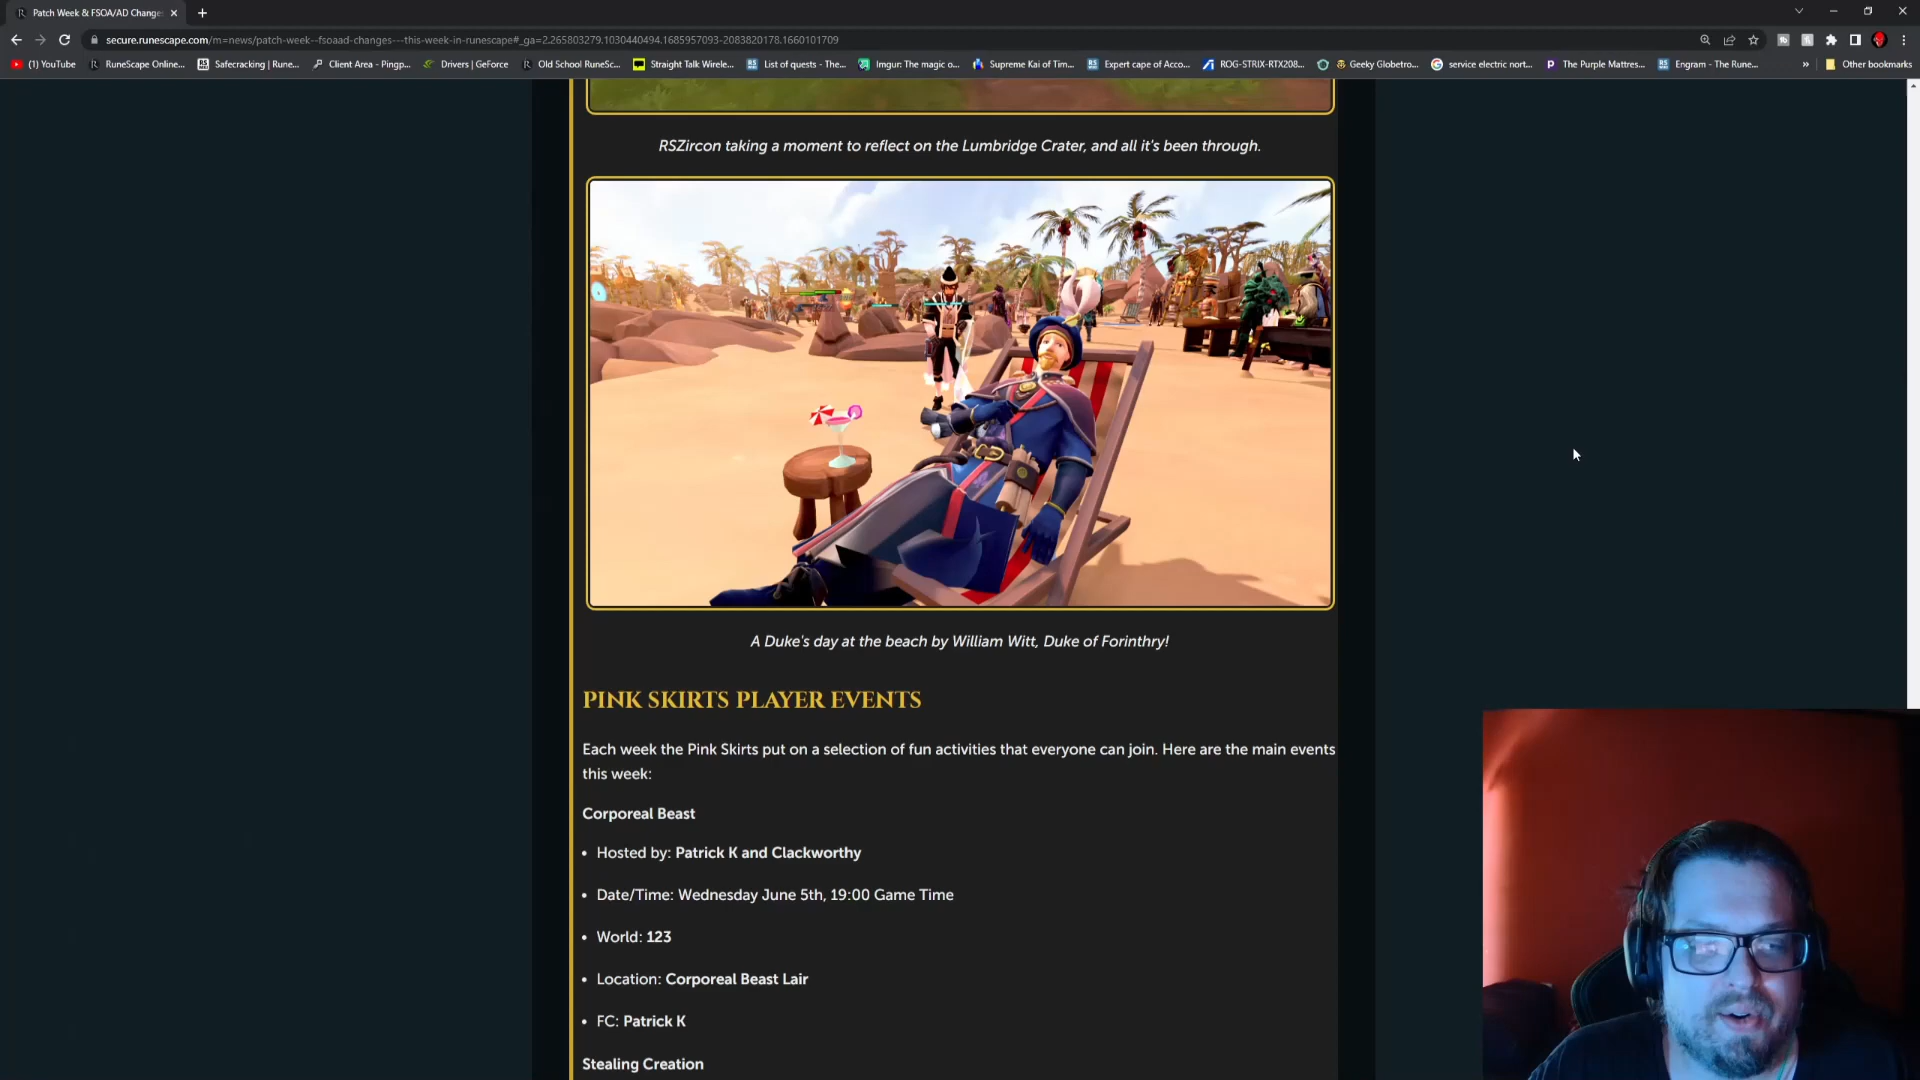 Patch Week & FSOA/AD Change
secure.runescape.com/m=news/patch-week--fsoaad-changes---this-week-in-runescape#_ga=2.265803279.1030440494.1685957093-2083820178.1660101709
(1) YouTube
RuneScape Online...
Safecracking | Rune...
Client Area - Pingp...
Drivers | GeForce
Old School RuneSc...
Straight Talk Wirele...
List of quests - The...
Imgur: The magic o...
Supreme Kai of Tim...
Expert cape of Acco...
ROG-STRIX-RTX208...
Geeky Globetro...
service electric nort...
The Purple Mattres...
Engram - The Rune...
»
Other bookmarks
RSZircon taking a moment to reflect on the Lumbridge Crater, and all it's been through.
A Duke's day at the beach by William Witt, Duke of Forinthry!
PINK SKIRTS PLAYER EVENTS
Each week the Pink Skirts put on a selection of fun activities that everyone can join. Here are the main events
this week:
Corporeal Beast
• Hosted by: Patrick K and Clackworthy
• Date/Time: Wednesday June 5th, 19:00 Game Time
• World: 123
• Location: Corporeal Beast Lair
• FC: Patrick K
Stealing Creation